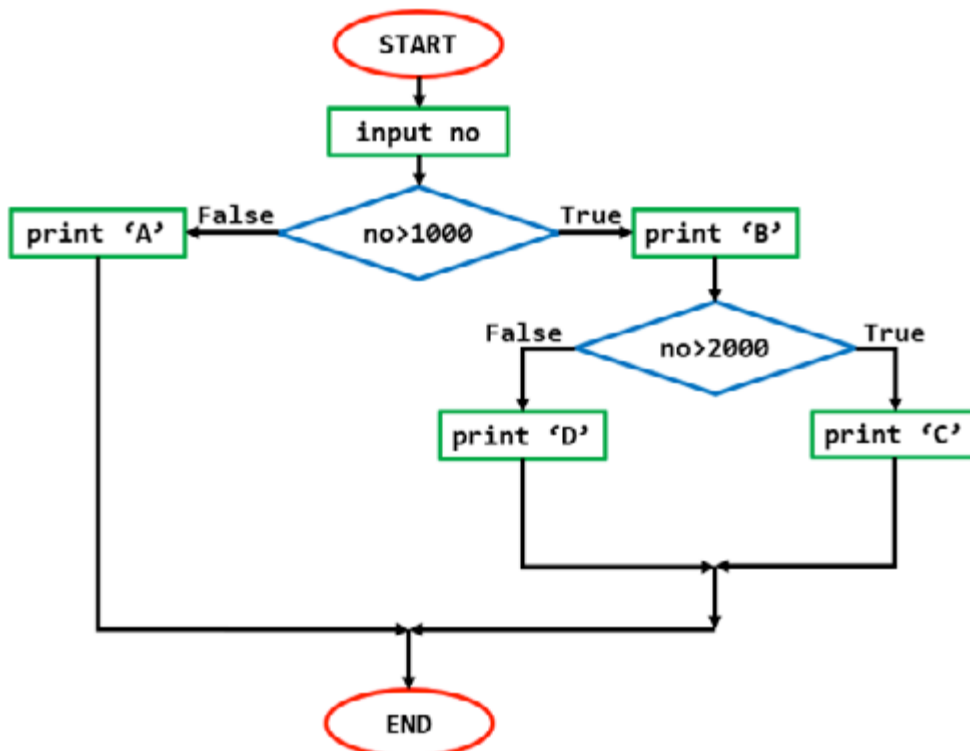 START
input no
False
True
print ‘A’
no>1000
print ‘B’
False
True
no>2000
print ‘D’
print ‘C’
END